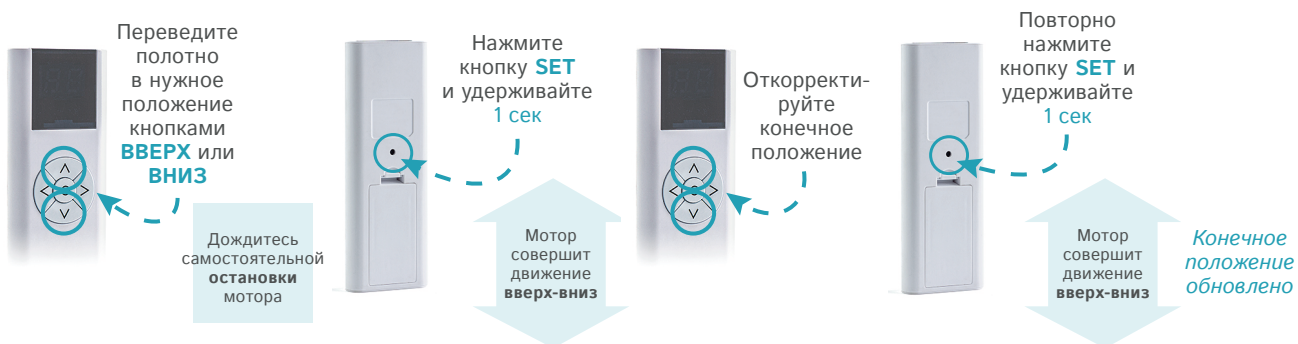 Переведите
полотно
в нужное
положение
кнопками
ВВЕРХ или
ВНИЗ
Дождитесь
самостоятельной
остановки
мотора
Нажмите
кнопку SET
и удерживайте
1 сек
Мотор
совершит
движение
вверх-вниз
Откорректи-
руйте
конечное
положение
Повторно
нажмите
кнопку SET и
удерживайте
1 сек
Мотор
совершит
движение
вверх-вниз
Конечное
положение
обновлено